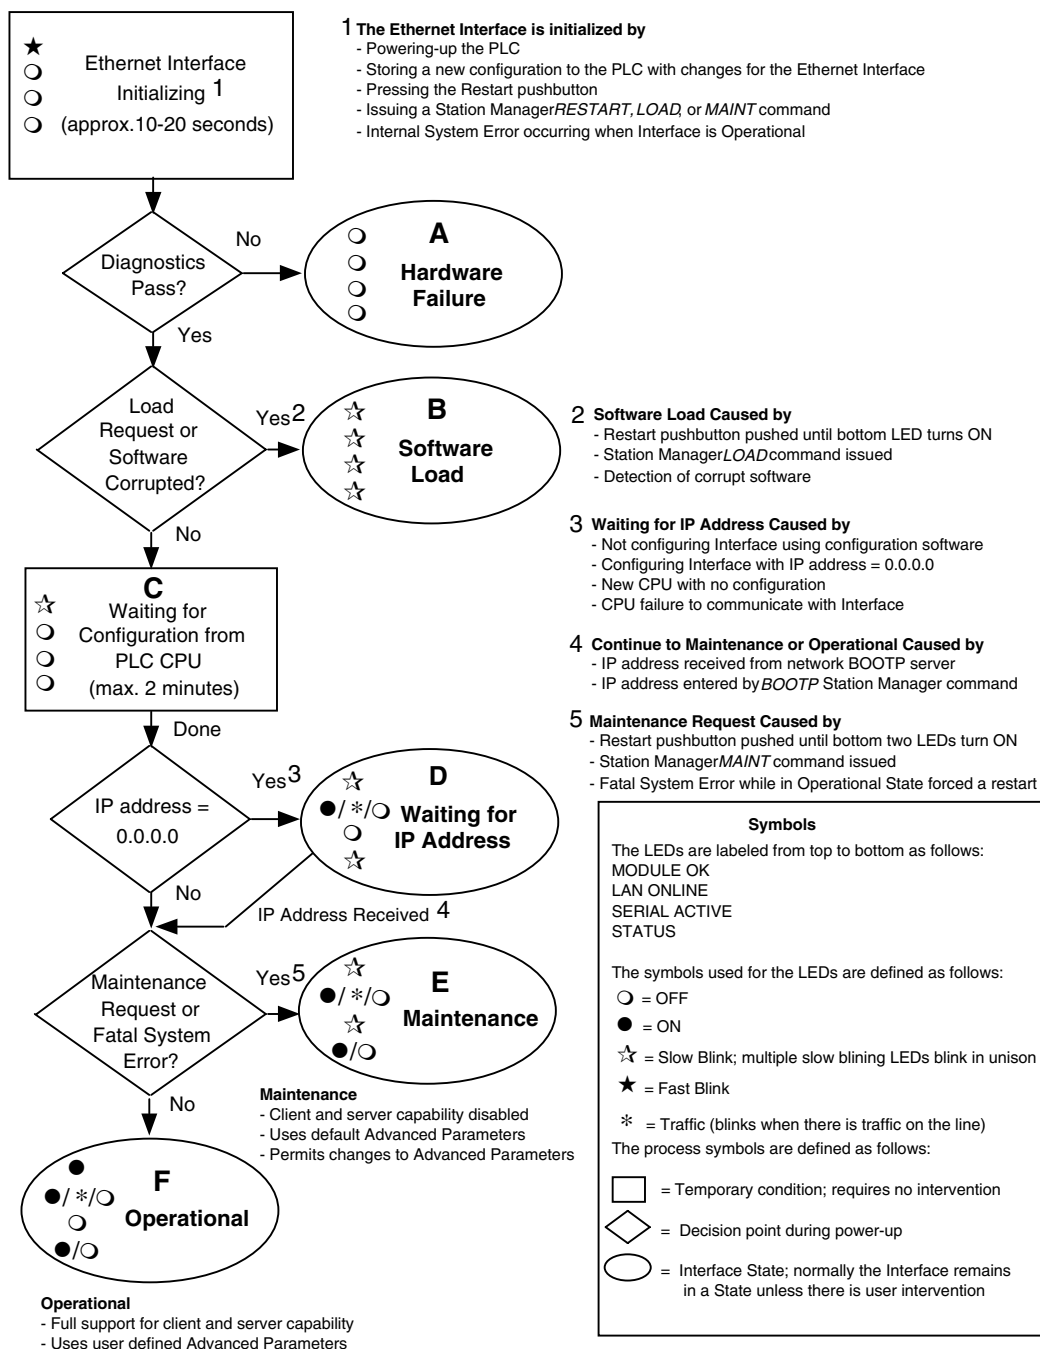 1 The Ethernet Interface is initialized by
- Powering-up the PLC
- Storing a new configuration to the PLC with changes for the Ethernet Interface
- Pressing the Restart pushbutton
- Issuing a Station Manager RESTART, LOAD, or MAINT command
- Internal System Error occurring when Interface is Operational
Ethernet Interface
Initializing 1
(approx.10-20 seconds)
Diagnostics
Pass?
No
A
Hardware
Failure
Yes
Load
Request or
Software
Corrupted?
Yes 2
B
Software
Load
2 Software Load Caused by
- Restart pushbutton pushed until bottom LED turns ON
- Station Manager LOAD command issued
- Detection of corrupt software
No
3 Waiting for IP Address Caused by
- Not configuring Interface using configuration software
- Configuring Interface with IP address = 0.0.0.0
- New CPU with no configuration
- CPU failure to communicate with Interface
C
Waiting for
Configuration from
PLC CPU
(max. 2 minutes)
4 Continue to Maintenance or Operational Caused by
- IP address received from network BOOTP server
- IP address entered by BOOTP Station Manager command
Done
5 Maintenance Request Caused by
- Restart pushbutton pushed until bottom two LEDs turn ON
- Station Manager MAINT command issued
- Fatal System Error while in Operational State forced a restart
IP address =
0.0.0.0
Yes 3
D
/ * /
Waiting for
IP Address
No
IP Address Received 4
Maintenance
Request or
Fatal System
Error?
Yes 5
E
/ * /
Maintenance
/
No
Maintenance
- Client and server capability disabled
- Uses default Advanced Parameters
- Permits changes to Advanced Parameters
F
/ * /
Operational
/
Operational
- Full support for client and server capability
- Uses user defined Advanced Parameters
Symbols
The LEDs are labeled from top to bottom as follows:
MODULE OK
LAN ONLINE
SERIAL ACTIVE
STATUS
The symbols used for the LEDs are defined as follows:
= OFF
= ON
= Slow Blink; multiple slow blining LEDs blink in unison
= Fast Blink
* = Traffic (blinks when there is traffic on the line)
The process symbols are defined as follows:
= Temporary condition; requires no intervention
= Decision point during power-up
= Interface State; normally the Interface remains
in a State unless there is user intervention